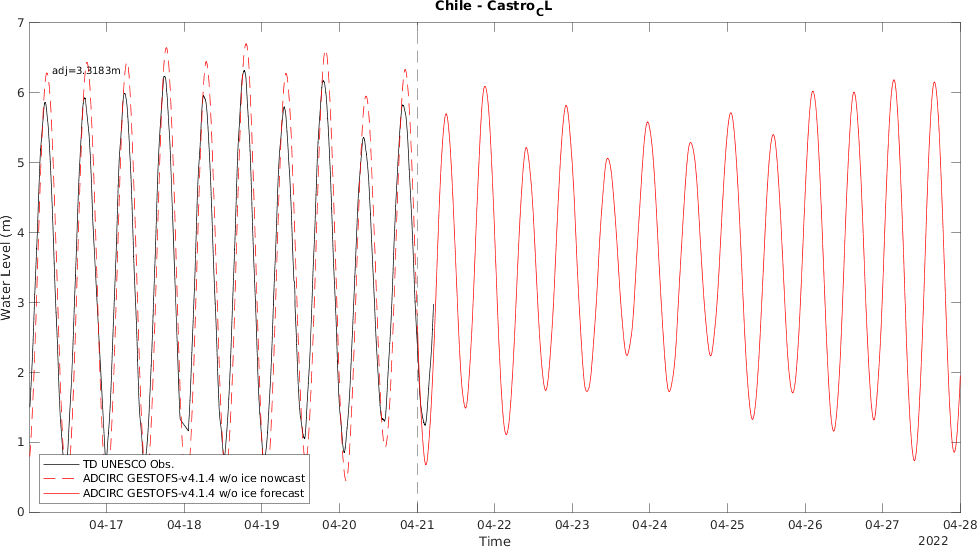 Chile - Castro_CL
7
adj=3.3183m
6
5
4
3
2
1
0
Water Level (m)
TD UNESCO Obs.
ADCIRC GESTOFS-v4.1.4 w/o ice nowcast
ADCIRC GESTOFS-v4.1.4 w/o ice forecast
04-17 04-18 04-19 04-20 04-21 04-22 04-23 04-24 04-25 04-26 04-27 04-28
Time
2022